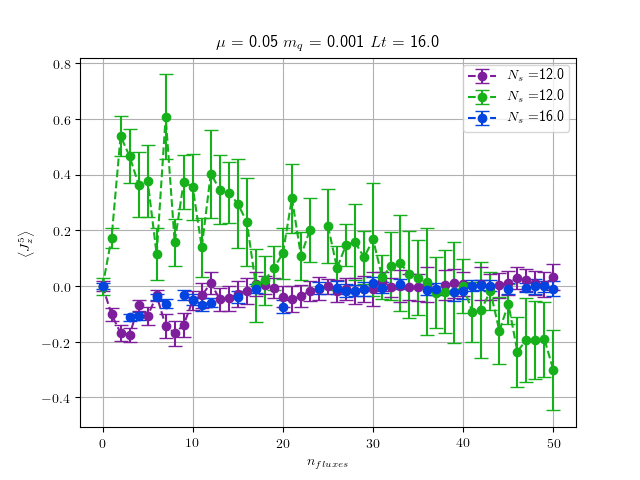 μ = 0.05 m_q = 0.001 Lt = 16.0
N_s =12.0
N_s =12.0
N_s =16.0
⟨J_z^5⟩
0.8
0.6
0.4
0.2
0.0
−0.2
−0.4
0 10 20 30 40 50
n_{fluxes}